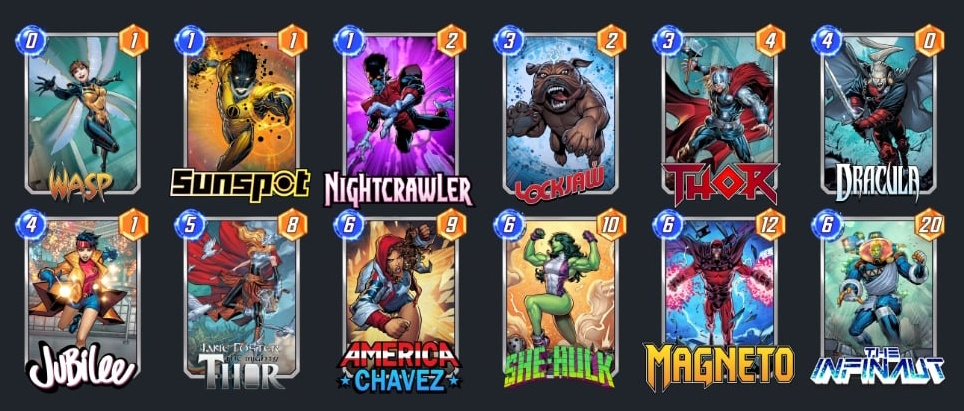 0 1
WASP
1 1
SUNSPOT
1 2
NIGHTCRAWLER
3 2
LOCKJAW
3 4
THOR
4 0
DRACULA
4 1
JUBILEE
5 8
JANE FOSTER
THE MIGHTY
THOR
6 9
AMERICA
CHAVEZ
6 10
SHE-HULK
6 12
MAGNETO
6 20
THE
INFINAUT